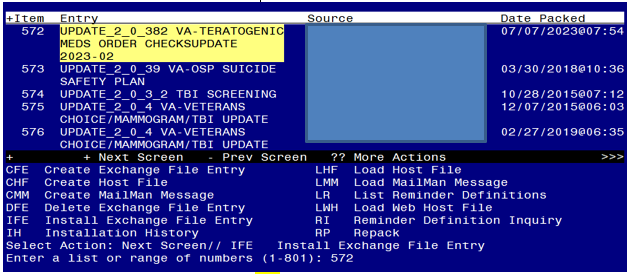 +Item Entry Source Date Packed
572 UPDATE_2_0_382 VA-TERATOGENIC 07/07/2023@07:54
MEDS ORDER CHECKSUPDATE
2023-02
573 UPDATE_2_0_39 VA-OSP SUICIDE 03/30/2018@10:36
SAFETY PLAN
574 UPDATE_2_0_3_2 TBI SCREENING 10/28/2015@07:12
575 UPDATE_2_0_4 VA-VETERANS 12/07/2015@06:03
CHOICE/MAMMOGRAM/TBI UPDATE
576 UPDATE_2_0_4 VA-VETERANS 02/27/2019@06:35
CHOICE/MAMMOGRAM/TBI UPDATE
+ + Next Screen - Prev Screen ?? More Actions >>>
CFE Create Exchange File Entry LHF Load Host File
CHF Create Host File LMM Load MailMan Message
CMM Create MailMan Message LR List Reminder Definitions
DFE Delete Exchange File Entry LWH Load Web Host File
IFE Install Exchange File Entry RI Reminder Definition Inquiry
IH Installation History RP Repack
Select Action: Next Screen// IFE Install Exchange File Entry
Enter a list or range of numbers (1-801): 572